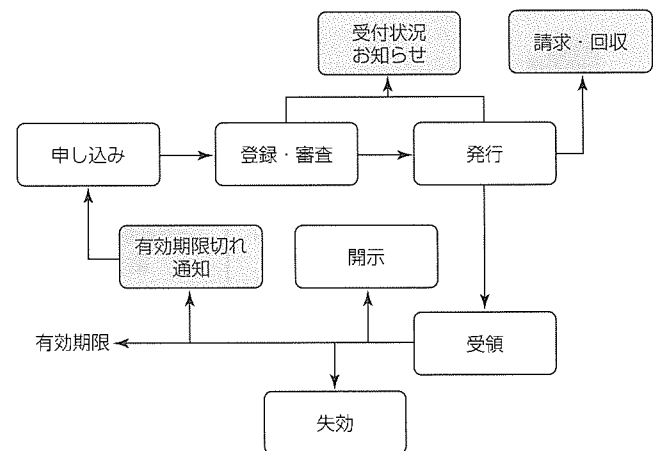 受付状況
お知らせ
請求・回収
申し込み
登録・審査
発行
有効期限切れ
通知
開示
有効期限
受領
失効